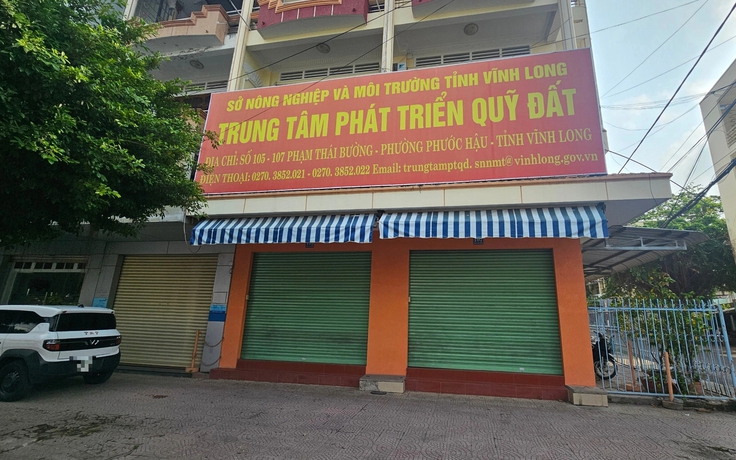 SỞ NÔNG NGHIỆP VÀ MÔI TRƯỜNG TỈNH VĨNH LONG
TRUNG TÂM PHÁT TRIỂN QUỸ ĐẤT
ĐỊA CHỈ: SỐ 105 - 107 PHẠM THÁI BƯỜNG - PHƯỜNG PHƯỚC HẬU - TỈNH VĨNH LONG
ĐIỆN THOẠI: 0270. 3852.021 - 0270. 3852.022 Email: trungtamptqd. snnmt@vinhlong.gov.vn